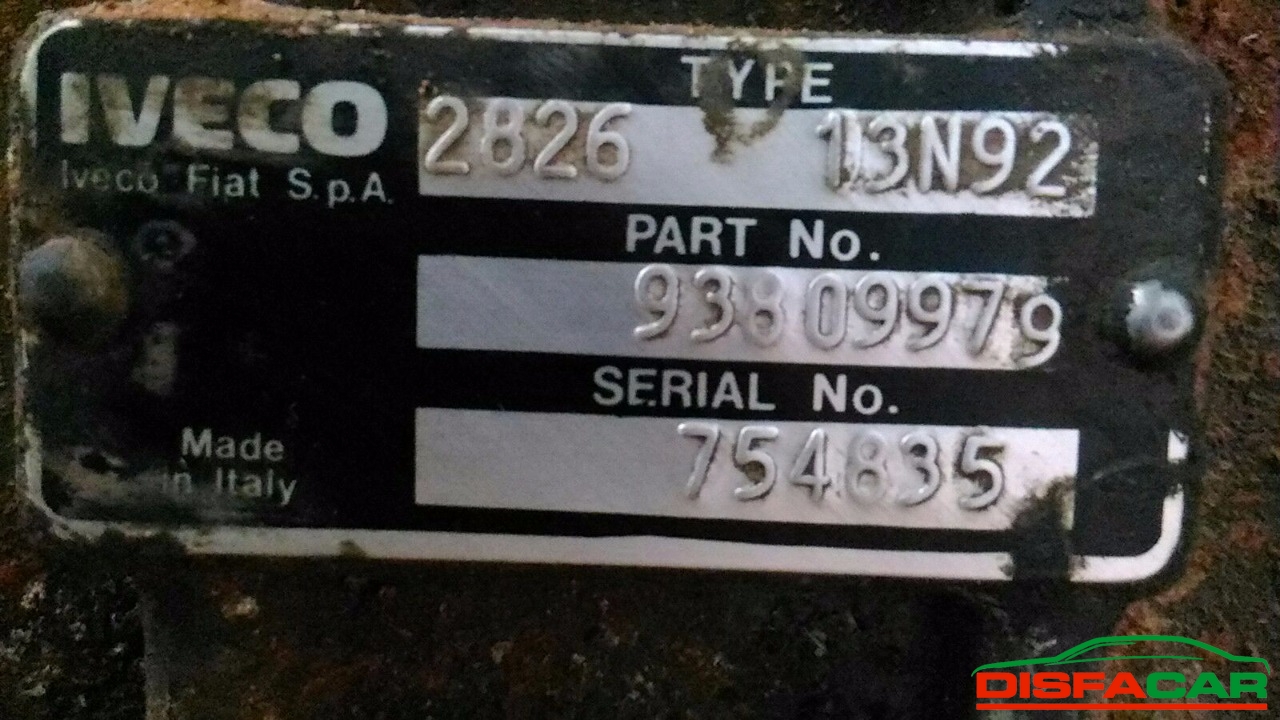 IVECO
Iveco Fiat S.p.A.
TYPE
2826 13N92
PART No.
93809979
SERIAL No.
754835
Made
in Italy
DISFACAR